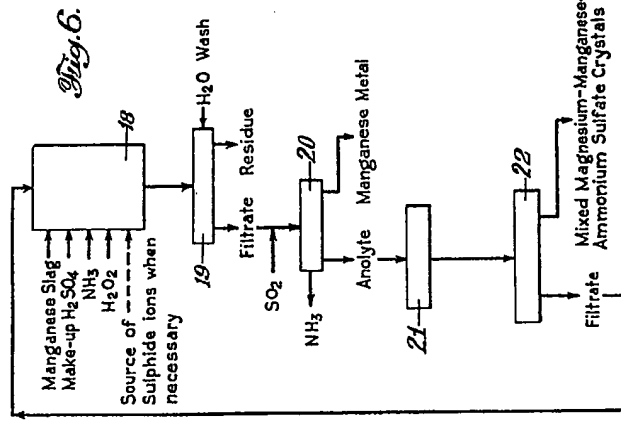 Fig.6.
Manganese Slag
Make-up H2SO4
NH3
H2O2
Source of
Sulphide ions when
necessary
18
H2O Wash
19
Filtrate
Residue
SO2
20
NH3
Anolyte
Manganese Metal
21
22
Filtrate
Mixed Magnesium-Manganese-
Ammonium Sulfate Crystals